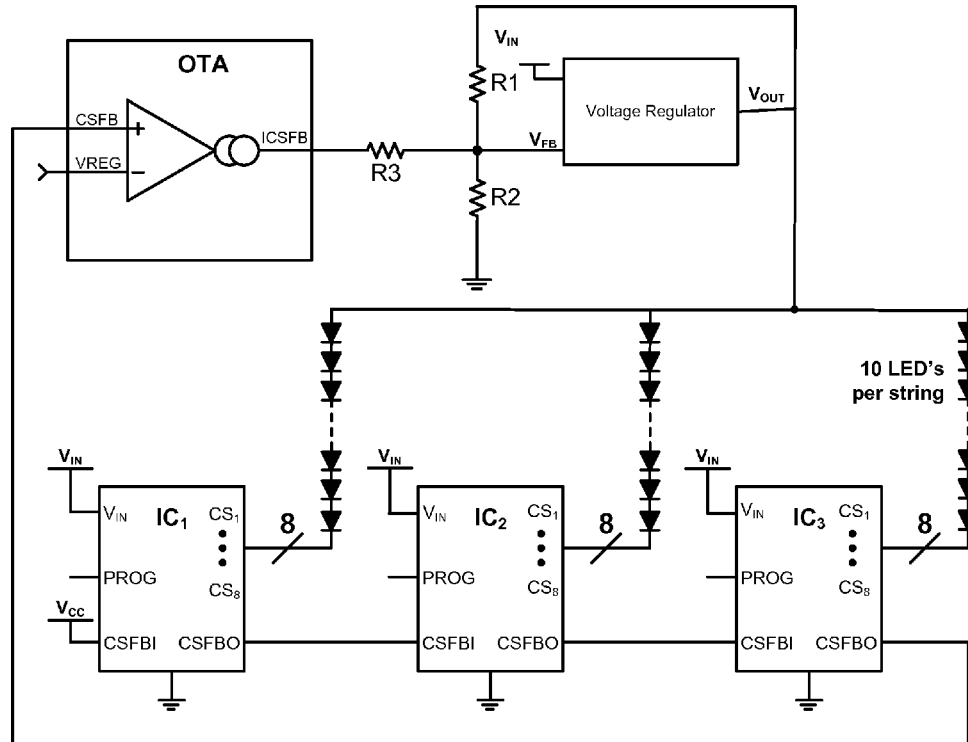 OTA
CSFB
+
ICSFB
VREG
−
R3
R1
R2
V_IN
Voltage Regulator
V_OUT
V_FB
10 LED's
per string
V_IN
V_IN
IC_1
CS_1
8
PROG
CS_8
V_CC
CSFBI
CSFBO
V_IN
V_IN
IC_2
CS_1
8
PROG
CS_8
CSFBI
CSFBO
V_IN
V_IN
IC_3
CS_1
8
PROG
CS_8
CSFBI
CSFBO